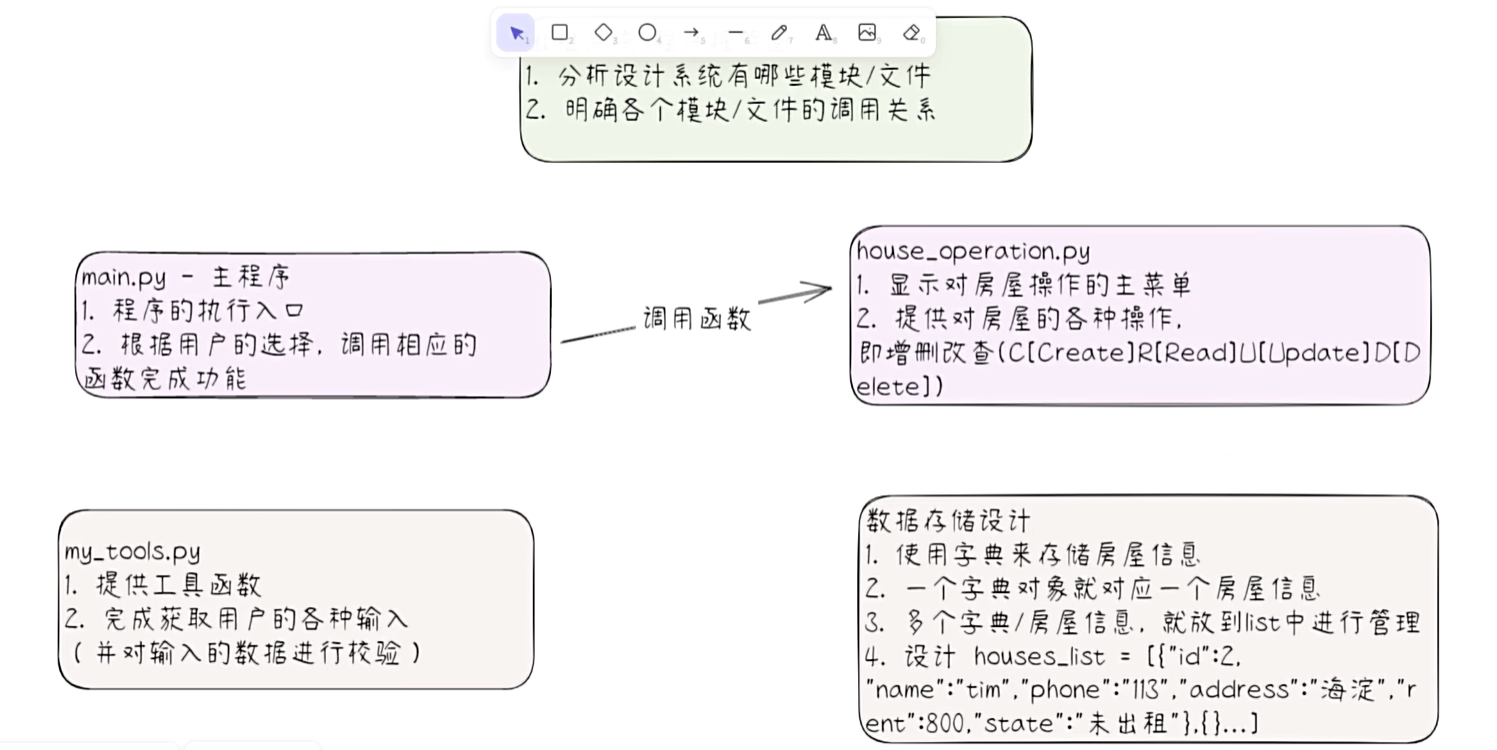 1. 分析设计系统有哪些模块/文件
2. 明确各个模块/文件的调用关系
main.py - 主程序
1. 程序的执行入口
2. 根据用户的选择，调用相应的
函数完成功能
调用函数
house_operation.py
1. 显示对房屋操作的主菜单
2. 提供对房屋的各种操作，
即增删改查(C[Create]R[Read]U[Update]D[D
elete])
my_tools.py
1. 提供工具函数
2. 完成获取用户的各种输入
(并对输入的数据进行校验)
数据存储设计
1. 使用字典来存储房屋信息
2. 一个字典对象就对应一个房屋信息
3. 多个字典/房屋信息，就放到list中进行管理
4. 设计 houses_list = [{"id":2,
"name":"tim","phone":"113","address":"海淀","r
ent":800,"state":"未出租"},{}...]